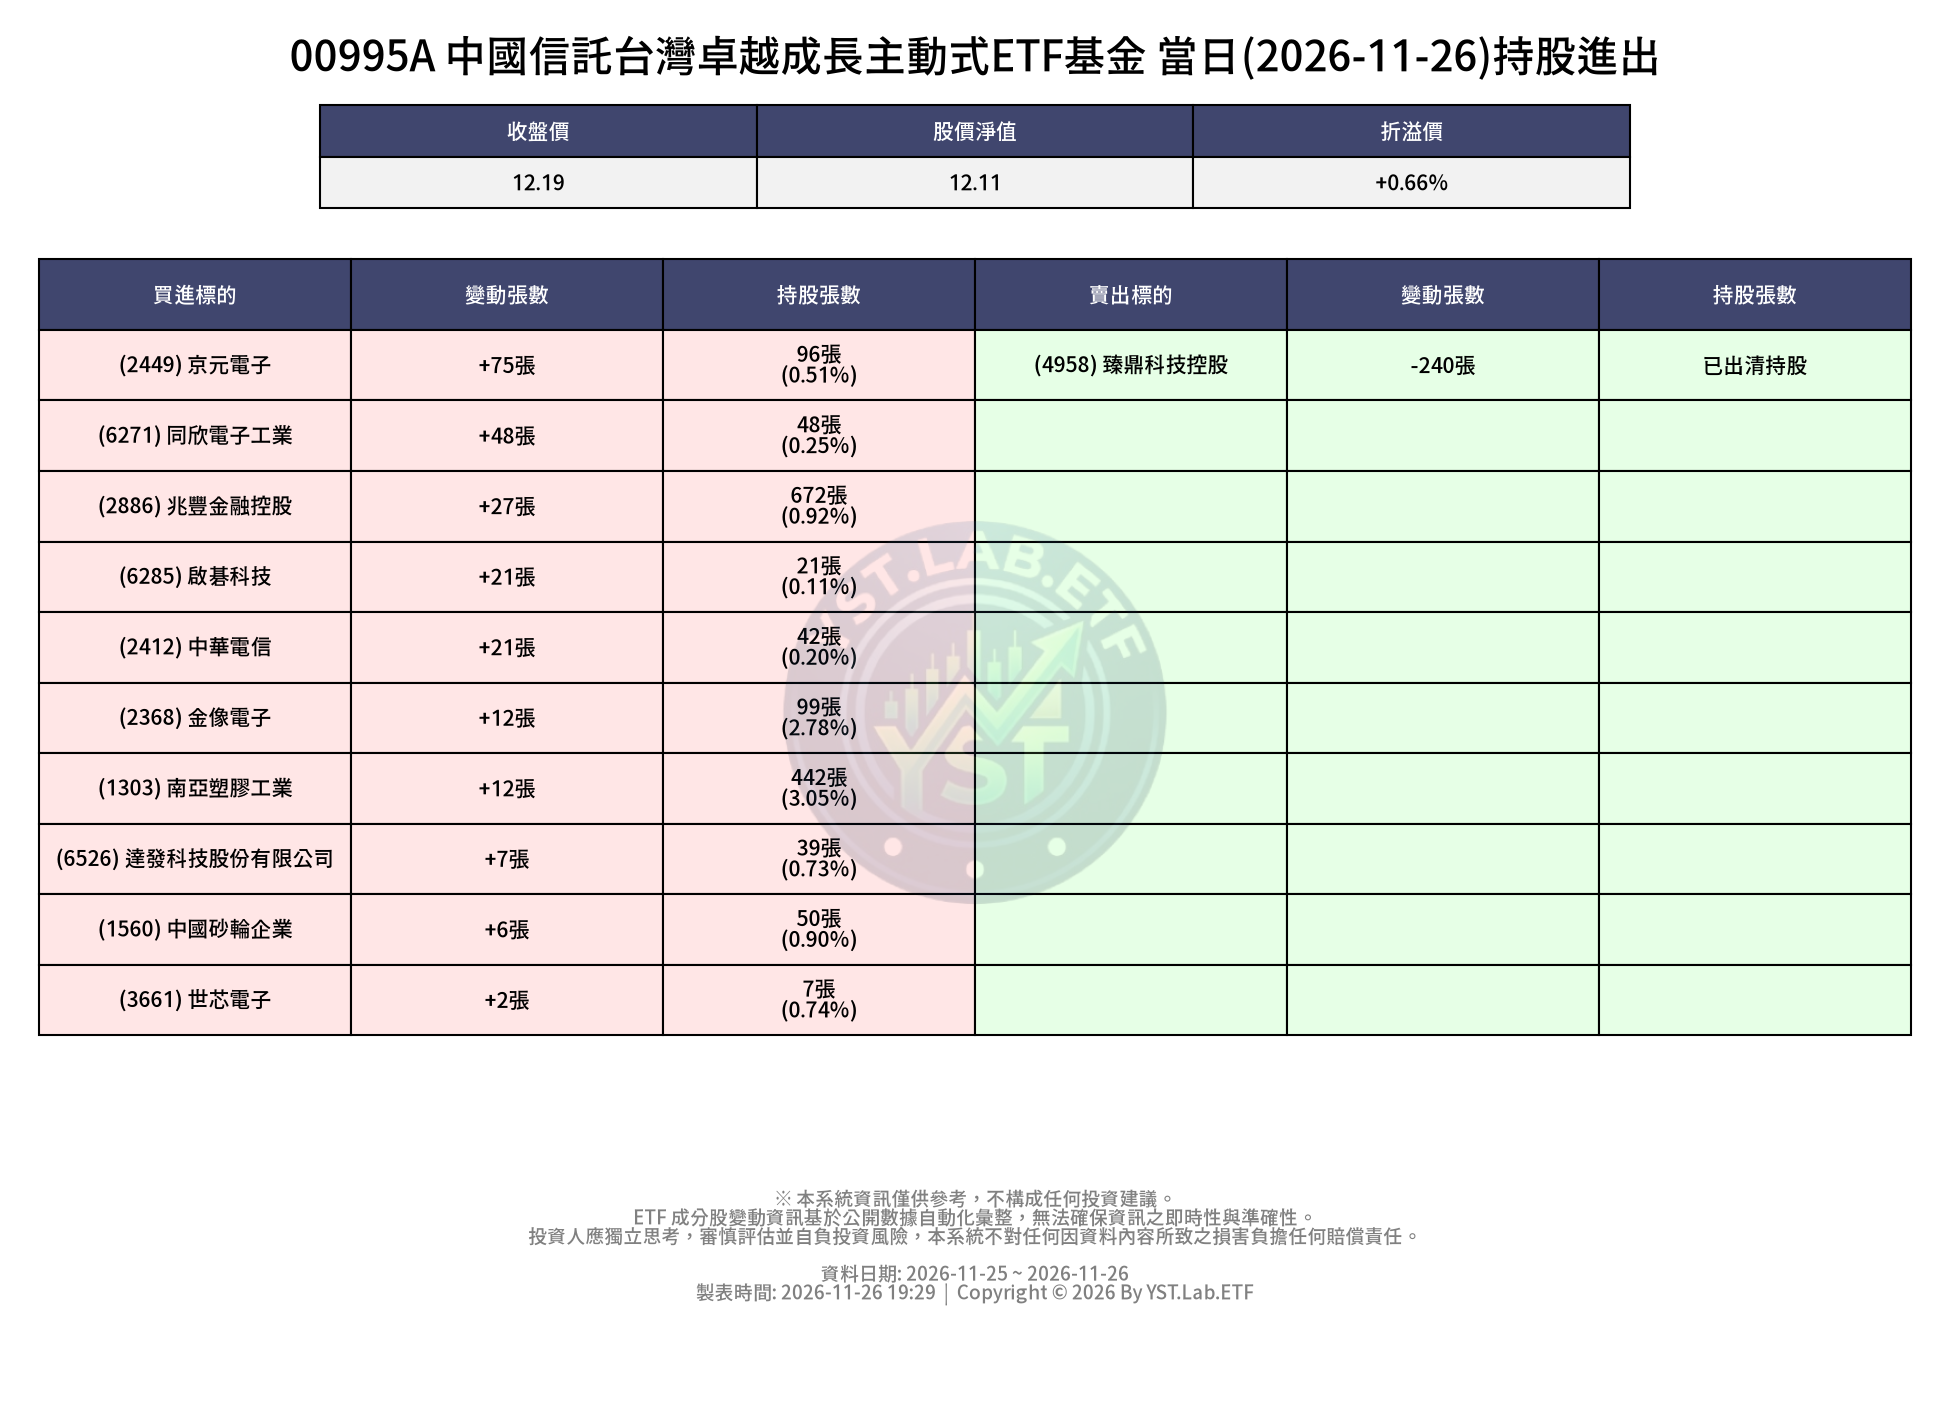 00995A 中國信託台灣卓越成長主動式ETF基金 當日(2026-11-26)持股進出
收盤價 股價淨值 折溢價
12.19 12.11 +0.66%
買進標的 變動張數 持股張數 賣出標的 變動張數 持股張數
(2449) 京元電子 +75張 96張 (0.51%) (4958) 臻鼎科技控股 -240張 已出清持股
(6271) 同欣電子工業 +48張 48張 (0.25%)
(2886) 兆豐金融控股 +27張 672張 (0.92%)
(6285) 啟碁科技 +21張 21張 (0.11%)
(2412) 中華電信 +21張 42張 (0.20%)
(2368) 金像電子 +12張 99張 (2.78%)
(1303) 南亞塑膠工業 +12張 442張 (3.05%)
(6526) 達發科技股份有限公司 +7張 39張 (0.73%)
(1560) 中國砂輪企業 +6張 50張 (0.90%)
(3661) 世芯電子 +2張 7張 (0.74%)
YST.LAB.ETF
YST
※ 本系統資訊僅供參考，不構成任何投資建議。
ETF 成分股變動資訊基於公開數據自動化彙整，無法確保資訊之即時性與準確性。
投資人應獨立思考，審慎評估並自負投資風險，本系統不對任何因資料內容所致之損害負擔任何賠償責任。
資料日期: 2026-11-25 ~ 2026-11-26
製表時間: 2026-11-26 19:29 | Copyright © 2026 By YST.Lab.ETF